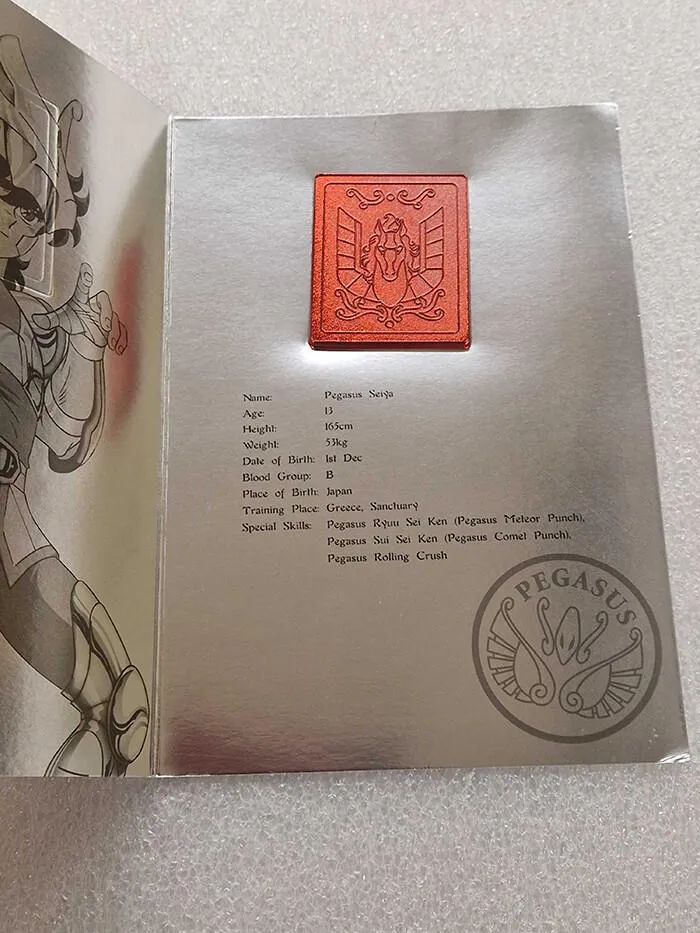 Name: Pegasus Seiya
Age: 13
Height: 165cm
Weight: 53kg
Date of Birth: 1st Dec
Blood Group: B
Place of Birth: Japan
Training Place: Greece, Sanctuary
Special Skills: Pegasus Ryuu Sei Ken (Pegasus Meteor Punch),
Pegasus Sui Sei Ken (Pegasus Comet Punch),
Pegasus Rolling Crush
PEGASUS